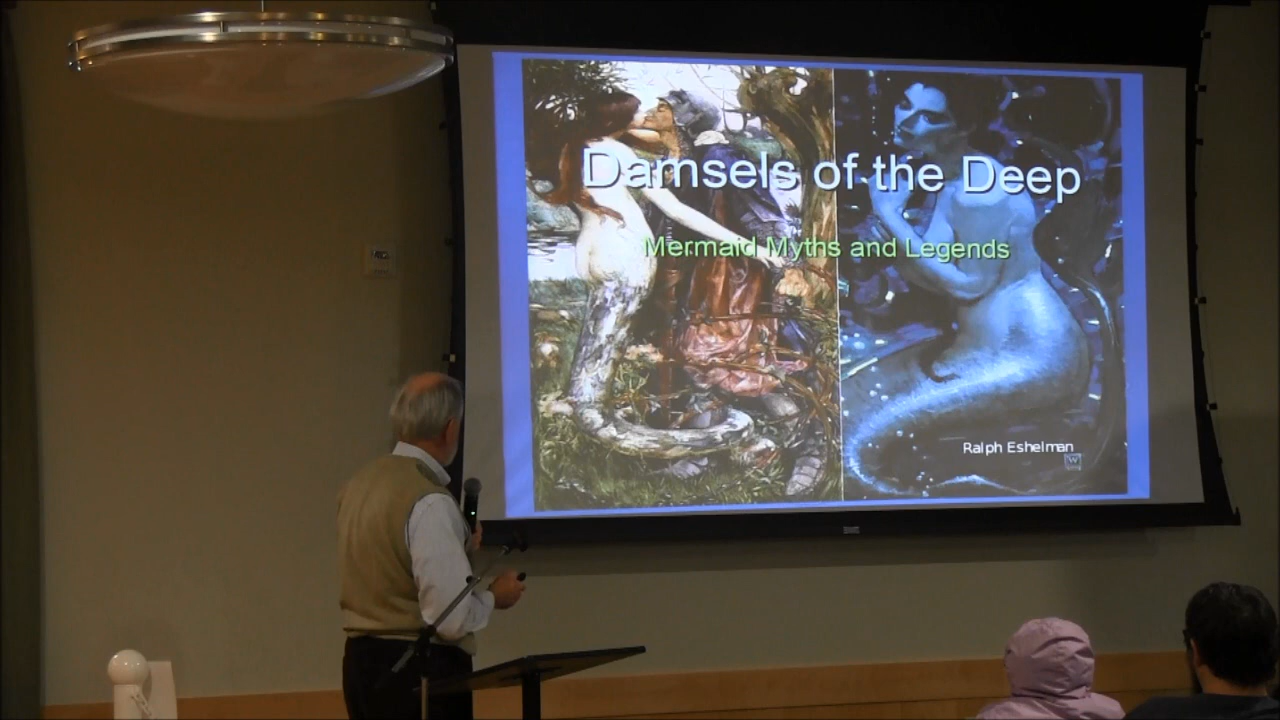 Damsels of the Deep
Mermaid Myths and Legends
Ralph Eshelman
W